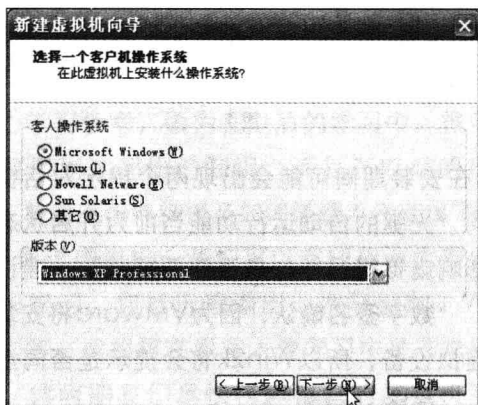 新建虚拟机向导
选择一个客户机操作系统
在此虚拟机上安装什么操作系统?
客人操作系统
Microsoft Windows(W)
Linux(L)
Novell Netware(E)
Sun Solaris(S)
其它(O)
版本(V)
Windows XP Professional
<上一步(B) 下一步(N)> 取消